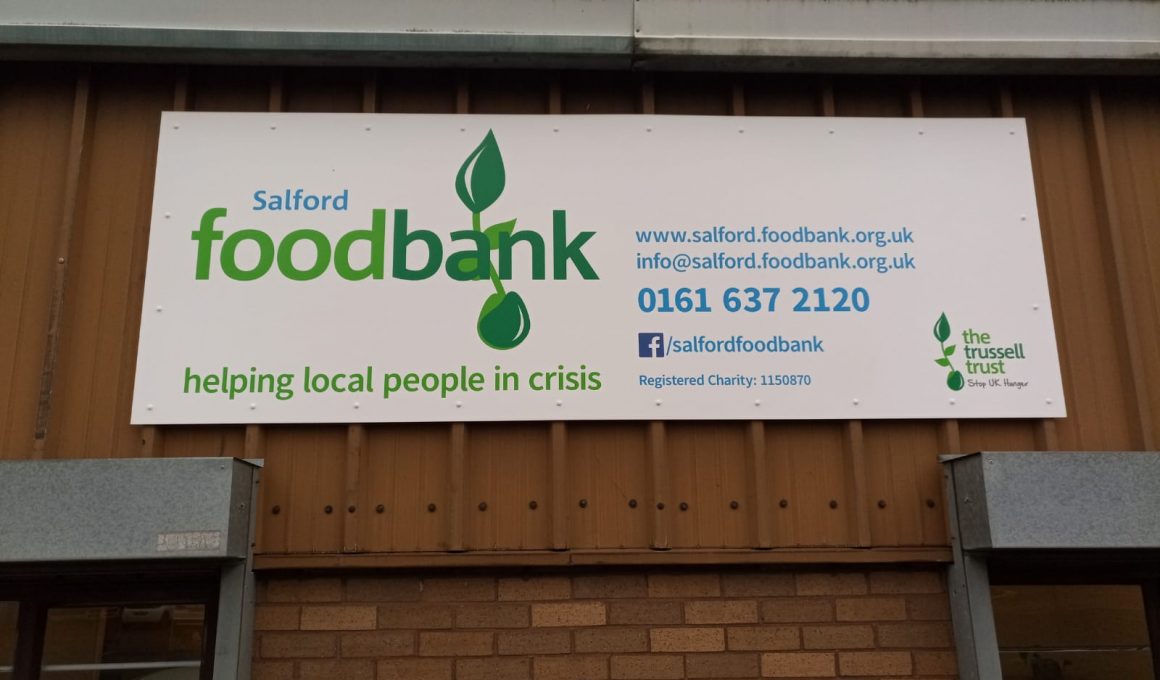 Salford
foodbank
helping local people in crisis
www.salford.foodbank.org.uk
info@salford.foodbank.org.uk
0161 637 2120
f/salfordfoodbank
Registered Charity: 1150870
the
trussell
trust
Stop UK Hunger